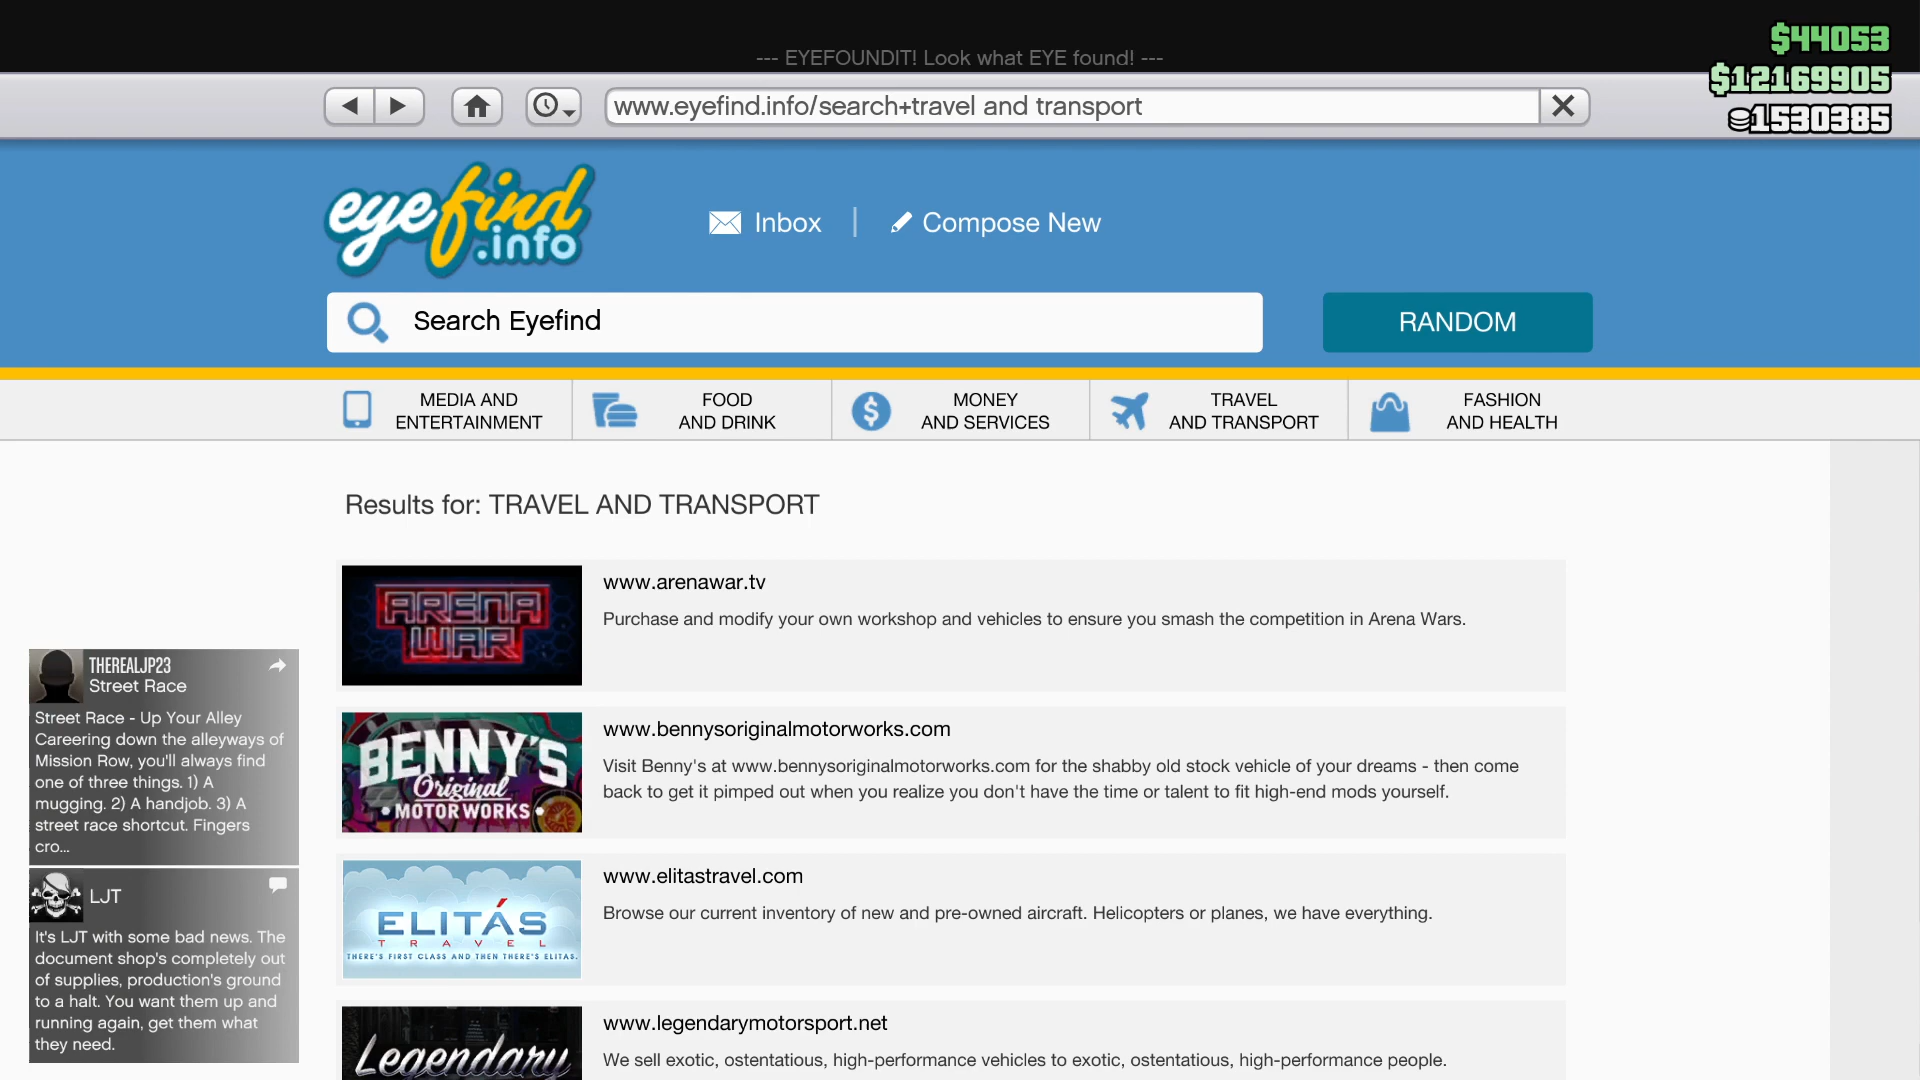 --- EYEFOUNDIT! Look what EYE found! ---
$44053
$12169905
1530385
www.eyefind.info/search+travel and transport
eyefind
.info
Inbox
Compose New
Search Eyefind
RANDOM
MEDIA AND
ENTERTAINMENT
FOOD
AND DRINK
MONEY
AND SERVICES
TRAVEL
AND TRANSPORT
FASHION
AND HEALTH
Results for: TRAVEL AND TRANSPORT
ARENA
WAR
www.arenawar.tv
Purchase and modify your own workshop and vehicles to ensure you smash the competition in Arena Wars.
BENNY'S
Original
MOTOR WORKS
www.bennysoriginalmotorworks.com
Visit Benny's at www.bennysoriginalmotorworks.com for the shabby old stock vehicle of your dreams - then come
back to get it pimped out when you realize you don't have the time or talent to fit high-end mods yourself.
ELITÁS
TRAVEL
THERE'S FIRST CLASS AND THEN THERE'S ELITAS.
www.elitastravel.com
Browse our current inventory of new and pre-owned aircraft. Helicopters or planes, we have everything.
Legendary
www.legendarymotorsport.net
We sell exotic, ostentatious, high-performance vehicles to exotic, ostentatious, high-performance people.
THEREALJP23
Street Race
Street Race - Up Your Alley
Careering down the alleyways of
Mission Row, you'll always find
one of three things. 1) A
mugging. 2) A handjob. 3) A
street race shortcut. Fingers
cro...
LJT
It's LJT with some bad news. The
document shop's completely out
of supplies, production's ground
to a halt. You want them up and
running again, get them what
they need.